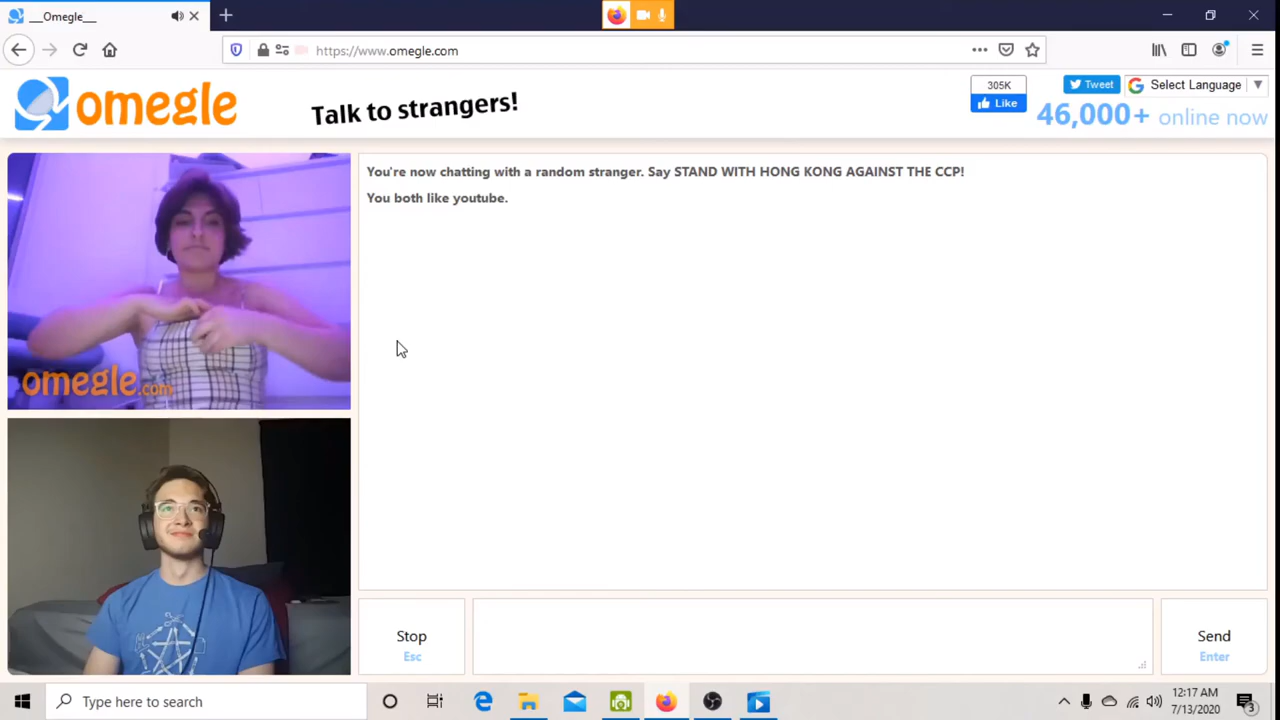 __Omegle__
https://www.omegle.com
omegle
Talk to strangers!
305K
Like
Tweet
G Select Language
46,000+ online now
You're now chatting with a random stranger. Say STAND WITH HONG KONG AGAINST THE CCP!
You both like youtube.
omegle.com
Stop
Esc
Send
Enter
Type here to search
12:17 AM
7/13/2020
3